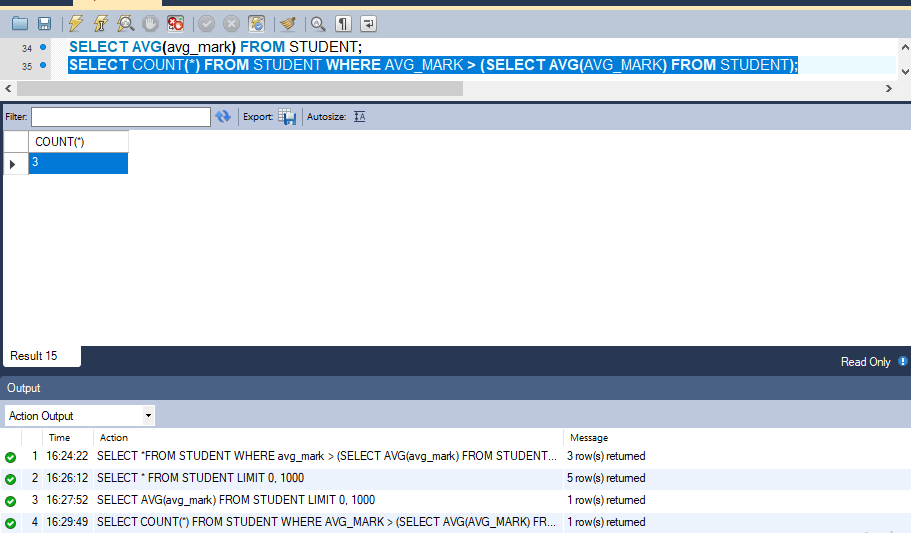 34 SELECT AVG(avg_mark) FROM STUDENT;
35 SELECT COUNT(*) FROM STUDENT WHERE AVG_MARK > (SELECT AVG(AVG_MARK) FROM STUDENT);
Filter: Export: Autosize: A
COUNT(*)
3
Result 15
Read Only
Output
Action Output
Time Action Message
1 16:24:22 SELECT *FROM STUDENT WHERE avg_mark > (SELECT AVG(avg_mark) FROM STUDENT... 3 row(s) returned
2 16:26:12 SELECT * FROM STUDENT LIMIT 0, 1000 5 row(s) returned
3 16:27:52 SELECT AVG(avg_mark) FROM STUDENT LIMIT 0, 1000 1 row(s) returned
4 16:29:49 SELECT COUNT(*) FROM STUDENT WHERE AVG_MARK > (SELECT AVG(AVG_MARK) FR... 1 row(s) returned